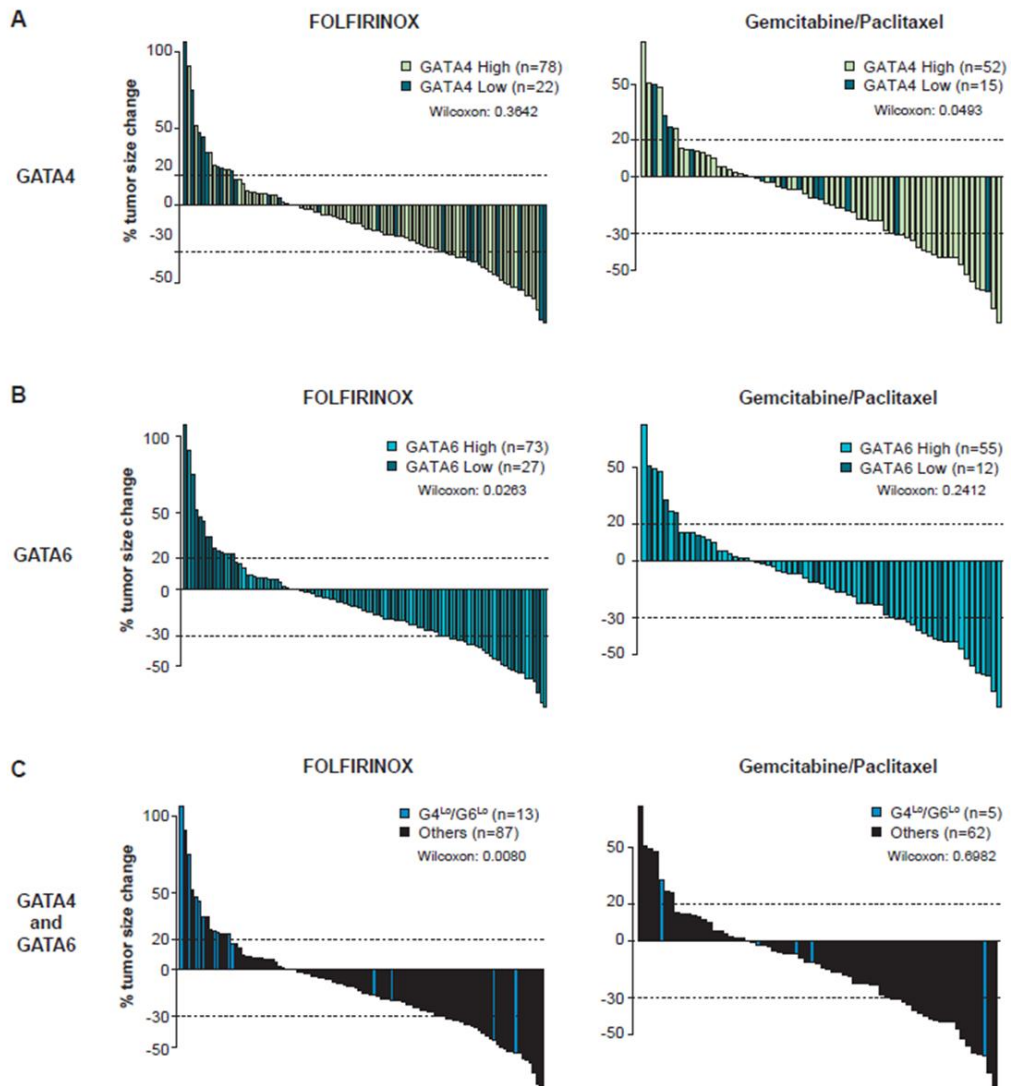 A
FOLFIRINOX
Gemcitabine/Paclitaxel
GATA4
% tumor size change
100
50
20
0
-30
-50
GATA4 High (n=78)
GATA4 Low (n=22)
Wilcoxon: 0.3642
50
20
0
-30
-50
GATA4 High (n=52)
GATA4 Low (n=15)
Wilcoxon: 0.0493
B
FOLFIRINOX
Gemcitabine/Paclitaxel
GATA6
% tumor size change
100
50
20
0
-30
-50
GATA6 High (n=73)
GATA6 Low (n=27)
Wilcoxon: 0.0263
50
20
0
-30
-50
GATA6 High (n=55)
GATA6 Low (n=12)
Wilcoxon: 0.2412
C
FOLFIRINOX
Gemcitabine/Paclitaxel
GATA4
and
GATA6
% tumor size change
100
50
20
0
-30
-50
G4ᴸᵒ/G6ᴸᵒ (n=13)
Others (n=87)
Wilcoxon: 0.0080
50
20
0
-30
-50
G4ᴸᵒ/G6ᴸᵒ (n=5)
Others (n=62)
Wilcoxon: 0.6982